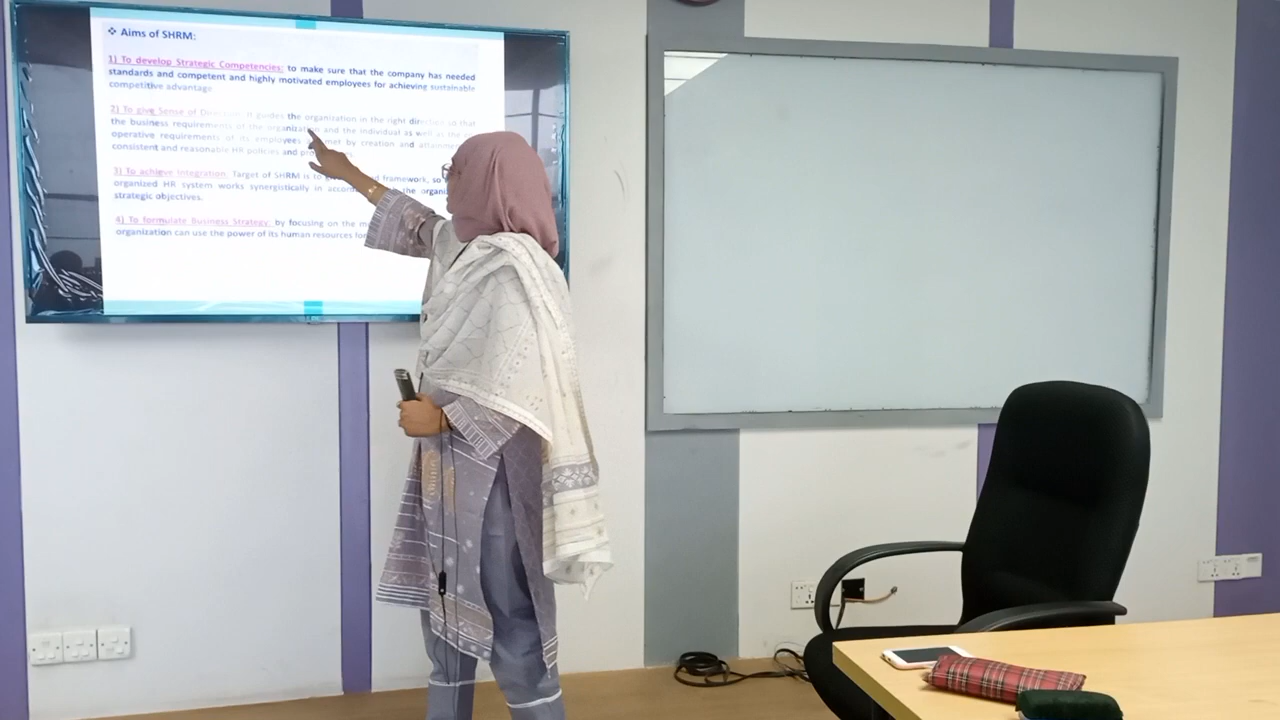 ❖ Aims of SHRM:
1) To develop Strategic Competencies: to make sure that the company has needed
standards and competent and highly motivated employees for achieving sustainable
competitive advantage
2) To give Sense of guides the organization in the right direction so that
the business requirements of the organization and the individual as well as the
operative requirements of its employees met by creation and
consistent and reasonable HR policies and
3) To achieve Integration: Target of SHRM is to framework, so
organized HR system works synergistically in the
strategic objectives.
4) To formulate Business Strategy: by focusing on the
organization can use the power of its human resources